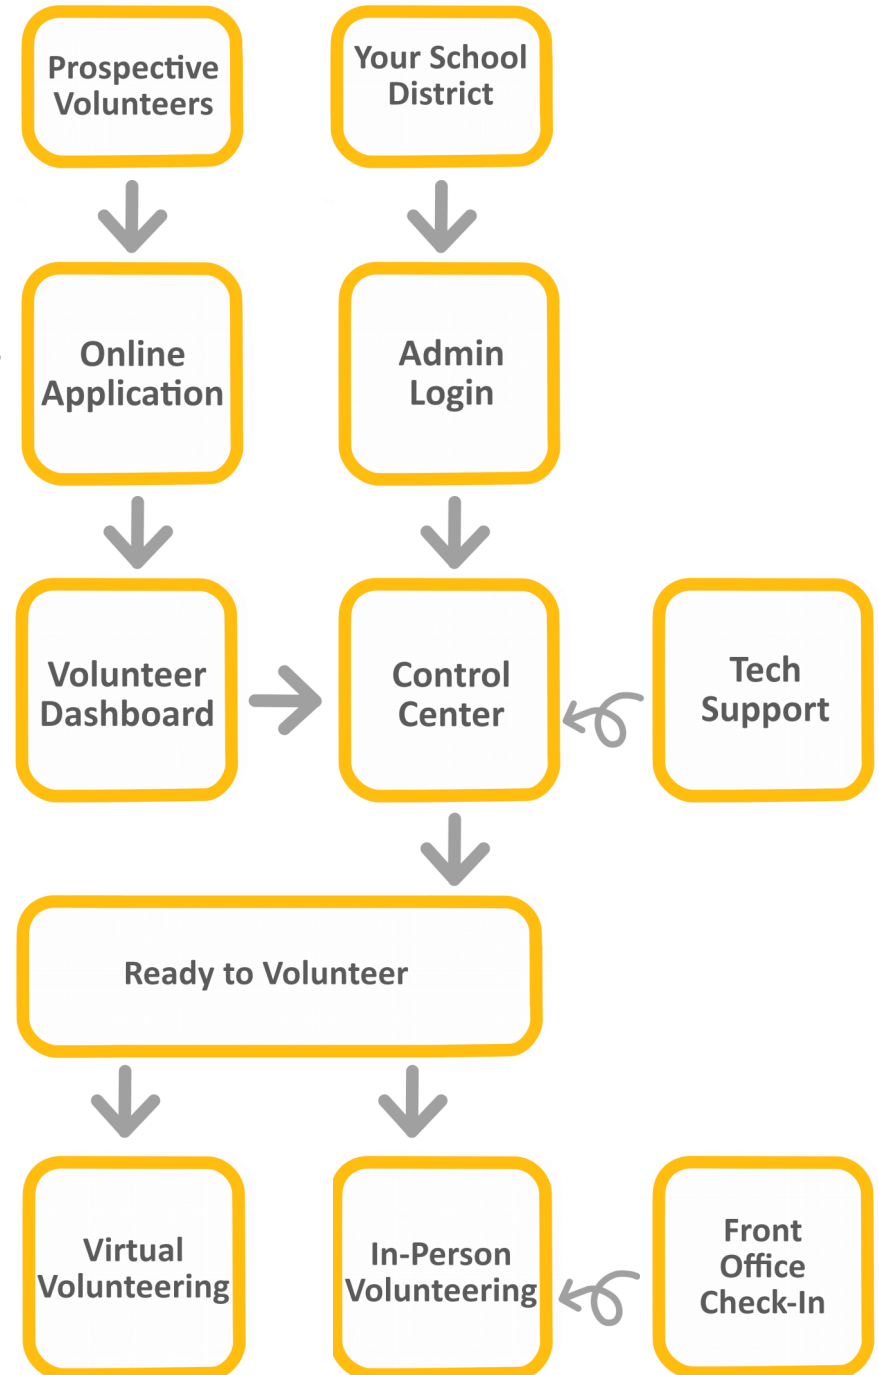 Prospective
Volunteers
Your School
District
Online
Application
Admin
Login
Volunteer
Dashboard
Control
Center
Tech
Support
Ready to Volunteer
Virtual
Volunteering
In-Person
Volunteering
Front
Office
Check-In